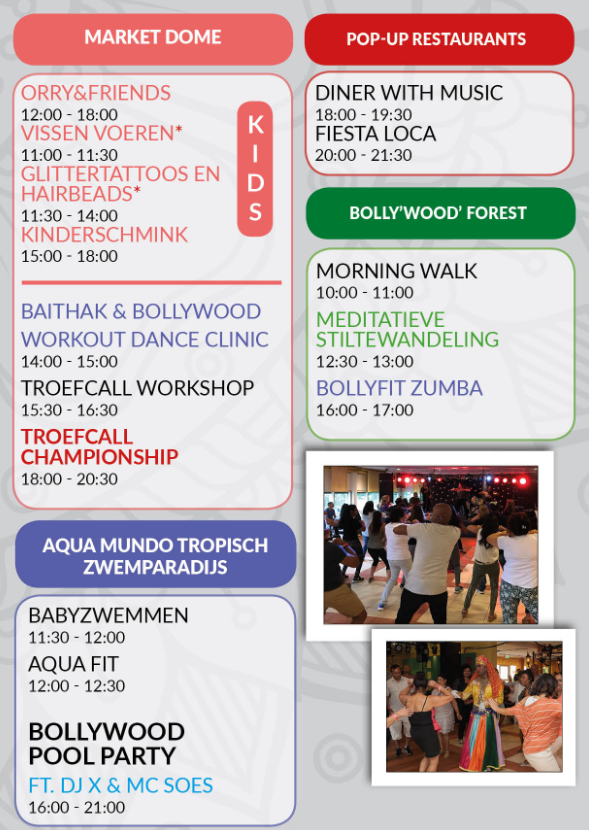 MARKET DOME
ORRY&FRIENDS
12:00 - 18:00
VISSEN VOEREN*
11:00 - 11:30
GLITTERTATTOOS EN
HAIRBEADS*
11:30 - 14:00
KINDERSCHMINK
15:00 - 18:00
KIDS
BAITHAK & BOLLYWOOD
WORKOUT DANCE CLINIC
14:00 - 15:00
TROEFCALL WORKSHOP
15:30 - 16:30
TROEFCALL
CHAMPIONSHIP
18:00 - 20:30
AQUA MUNDO TROPISCH
ZWEMPARADIJS
BABYZWEMMEN
11:30 - 12:00
AQUA FIT
12:00 - 12:30
BOLLYWOOD
POOL PARTY
FT. DJ X & MC SOES
16:00 - 21:00
POP-UP RESTAURANTS
DINER WITH MUSIC
18:00 - 19:30
FIESTA LOCA
20:00 - 21:30
BOLLY'WOOD' FOREST
MORNING WALK
10:00 - 11:00
MEDITATIEVE
STILTEWANDELING
12:30 - 13:00
BOLLYFIT ZUMBA
16:00 - 17:00